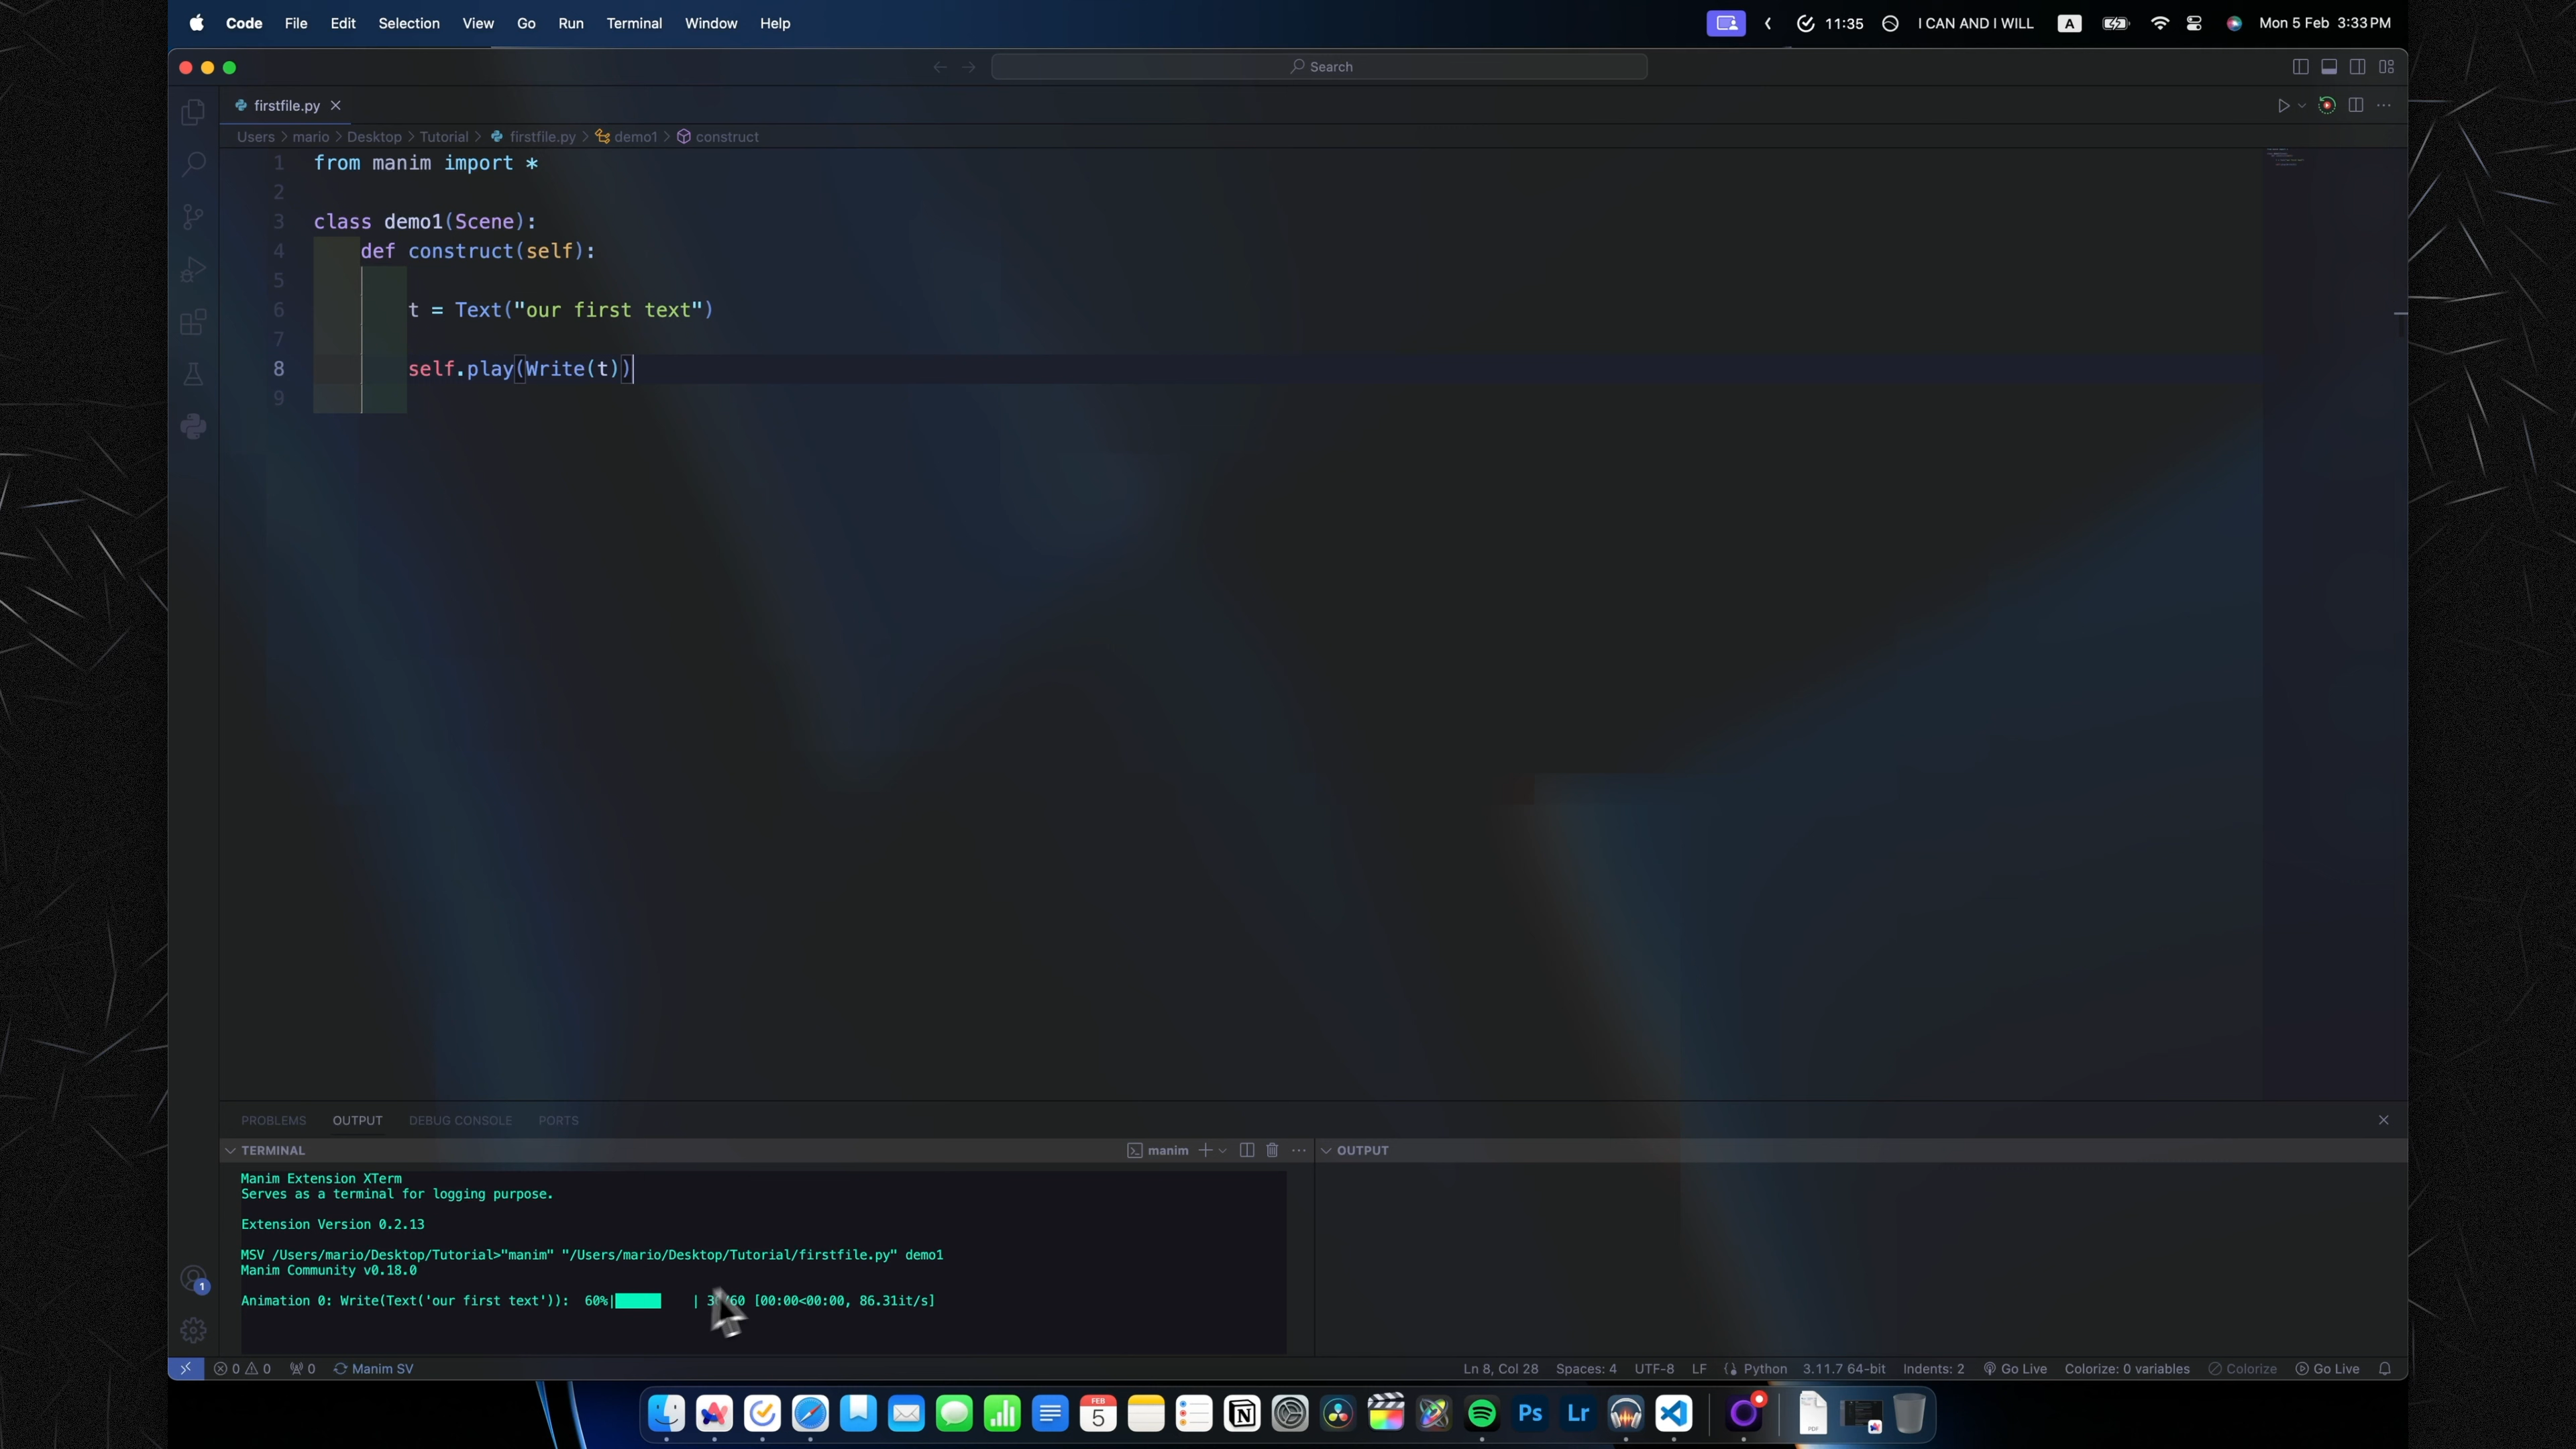 Code File Edit Selection View Go Run Terminal Window Help 11:35 I CAN AND I WILL A Mon 5 Feb 3:33 PM
Search
firstfile.py
Users > mario > Desktop > Tutorial > firstfile.py > demo1 > construct
1 from manim import *
2
3 class demo1(Scene):
4 def construct(self):
5
6 t = Text("our first text")
7
8 self.play(Write(t))
9
PROBLEMS OUTPUT DEBUG CONSOLE PORTS
TERMINAL manim OUTPUT
Manim Extension XTerm
Serves as a terminal for logging purpose.
Extension Version 0.2.13
MSV /Users/mario/Desktop/Tutorial>"manim" "/Users/mario/Desktop/Tutorial/firstfile.py" demo1
Manim Community v0.18.0
Animation 0: Write(Text('our first text')): 60%| | /60 [00:00<00:00, 86.31it/s]
1
0 0 0 Manim SV Ln 8, Col 28 Spaces: 4 UTF-8 LF Python 3.11.7 64-bit Indents: 2 Go Live Colorize: 0 variables Colorize Go Live
FEB
5 Ps Lr
PDF